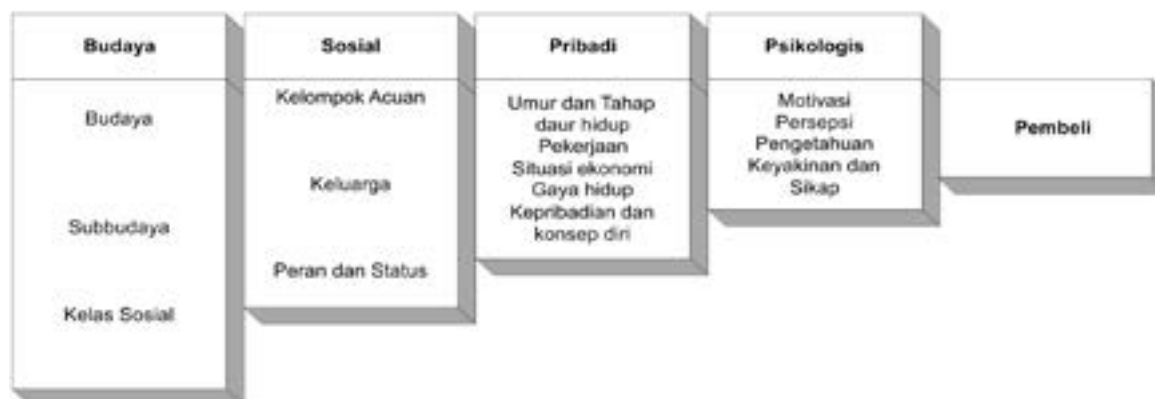 Budaya
Budaya
Subbudaya
Kelas Sosial
Sosial
Kelompok Acuan
Keluarga
Peran dan Status
Pribadi
Umur dan Tahap
daur hidup
Pekerjaan
Situasi ekonomi
Gaya hidup
Kepribadian dan
konsep diri
Psikologis
Motivasi
Persepsi
Pengetahuan
Keyakinan dan
Sikap
Pembeli